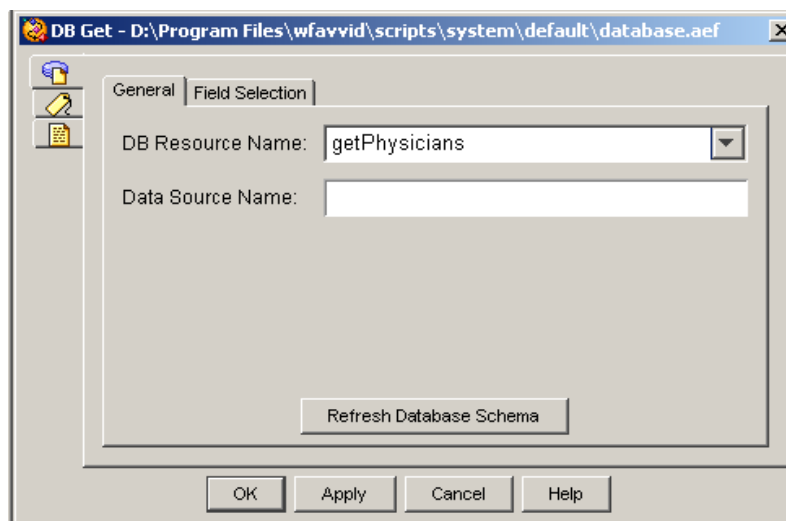 DB Get - D:\Program Files\wfavvid\scripts\system\default\database.aef
General Field Selection
DB Resource Name: getPhysicians
Data Source Name:
Refresh Database Schema
OK Apply Cancel Help